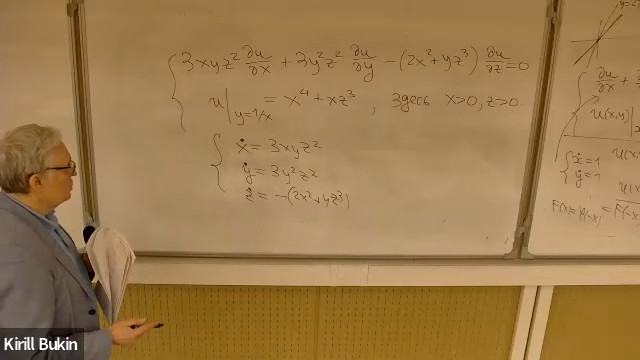 3xyz² ∂u/∂x + 3y²z² ∂u/∂y − (2x²+yz³) ∂u/∂z = 0
u|y=1/x = x⁴ + xz³, здесь x>0, z>0.
ẋ = 3xyz²
ẏ = 3y²z²
ż = −(2x²+yz³)
∂u/∂x +
u(x,y)|
ẋ=1
ẏ=1
u(x
Kirill Bukin